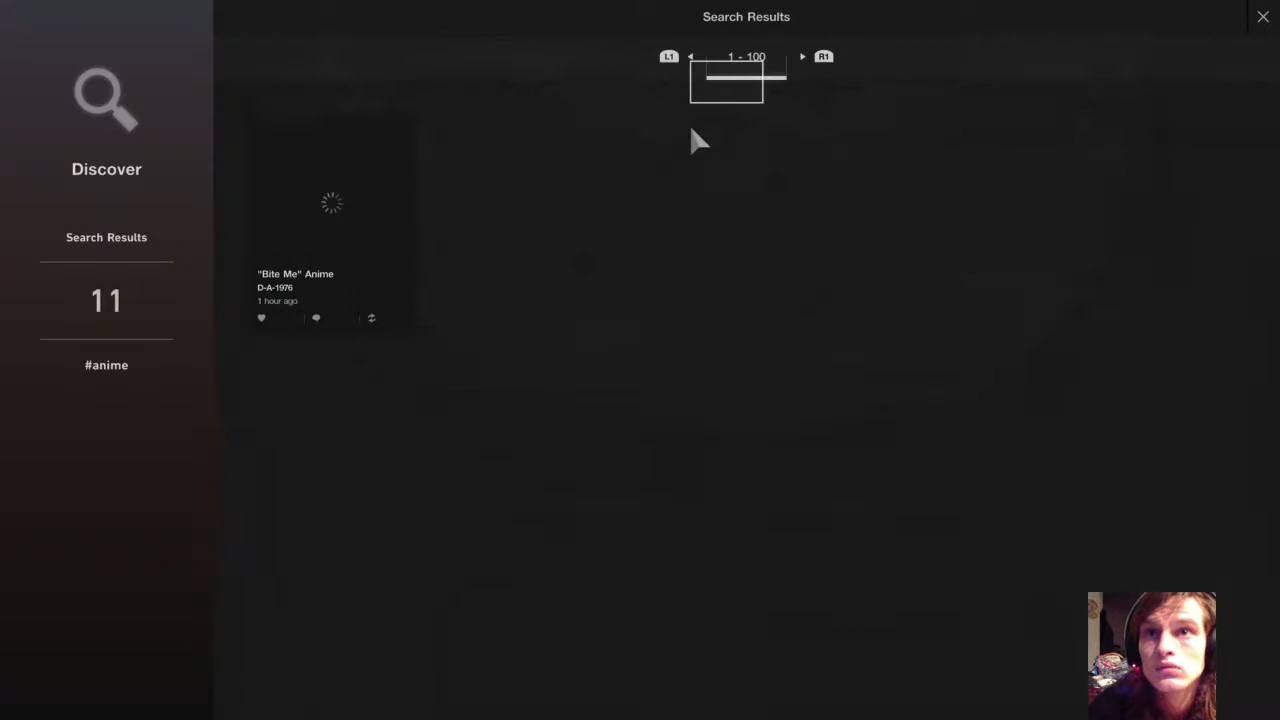 Search Results
L1 1 - 100 R1
Discover
Search Results
11
#anime
"Bite Me" Anime
D-A-1976
1 hour ago